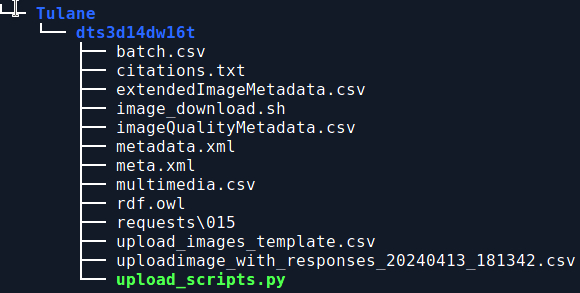 Tulane
dts3d14dw16t
batch.csv
citations.txt
extendedImageMetadata.csv
image_download.sh
imageQualityMetadata.csv
metadata.xml
meta.xml
multimedia.csv
rdf.owl
requests\015
upload_images_template.csv
uploadimage_with_responses_20240413_181342.csv
upload_scripts.py